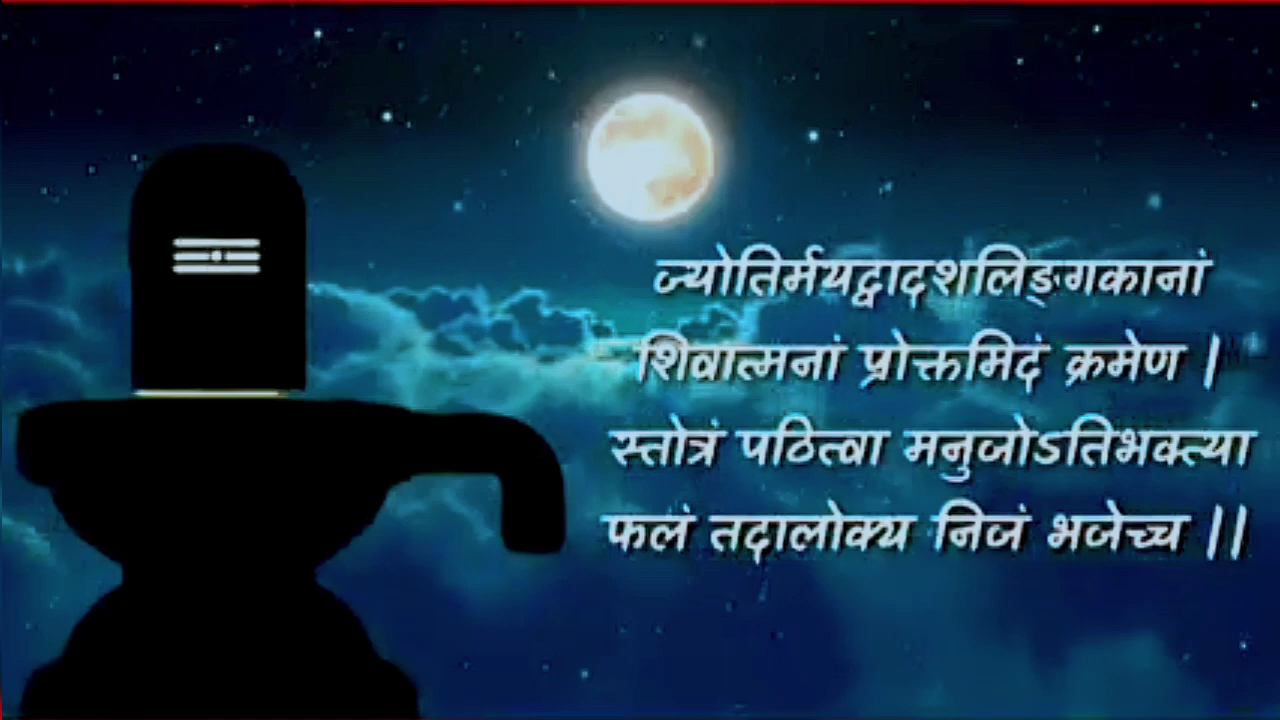 ज्योतिर्मयद्वादशलिङ्गकानां
शिवात्मनां प्रोक्तमिदं क्रमेण |
स्तोत्रं पठित्वा मनुजोऽतिभक्त्या
फलं तदालोक्य निजं भजेच्च ||